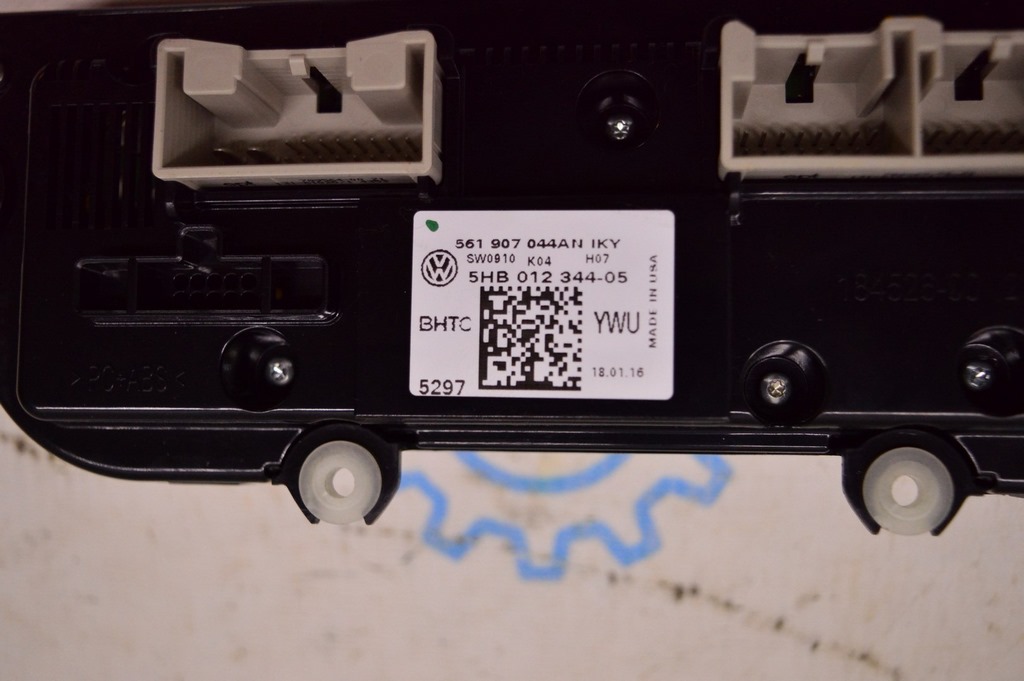 561 907 044AN IKY
SW0910 K04 H07
5HB 012 344-05
BHTC
YWU
MADE IN USA
18.01.16
5297
>PC+ABS<